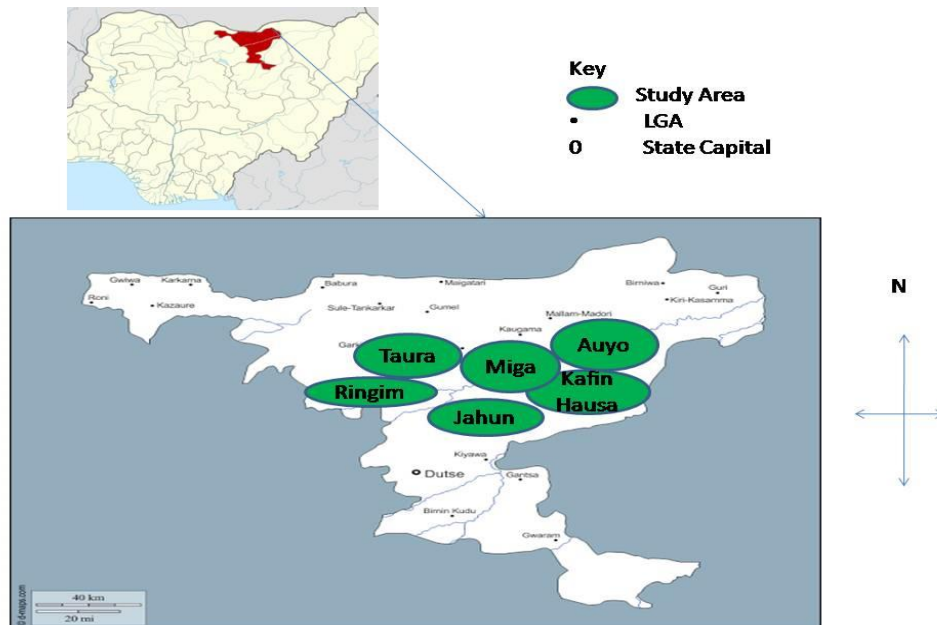 Key
Study Area
LGA
0 State Capital
N
Gwiwa
Karkarna
Roni
Kazaure
Babura
Maigatari
Sule-Tankarkar
Gumel
Birniwa
Guri
Kiri-Kasamma
Mallam-Madori
Kaugama
Taura
Miga
Auyo
Kafin
Hausa
Ringim
Jahun
Kiyawa
Dutse
Gantsa
Birnin Kudu
Gwaram
40 km
20 mi
© d-maps.com